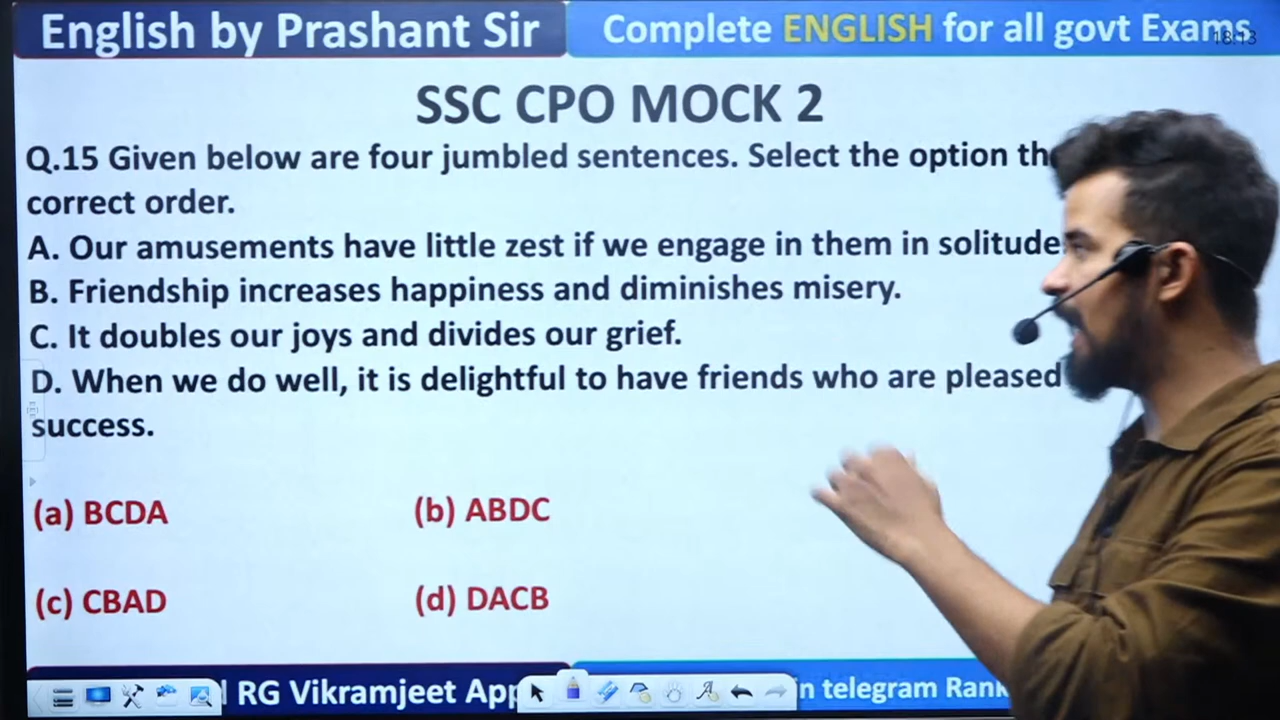 English by Prashant Sir
Complete ENGLISH for all govt Exams
18:13
SSC CPO MOCK 2
Q.15 Given below are four jumbled sentences. Select the option
correct order.
A. Our amusements have little zest if we engage in them in solitude
B. Friendship increases happiness and diminishes misery.
C. It doubles our joys and divides our grief.
D. When we do well, it is delightful to have friends who are pleased
success.
(a) BCDA
(b) ABDC
(c) CBAD
(d) DACB
RG Vikramjeet App
telegram